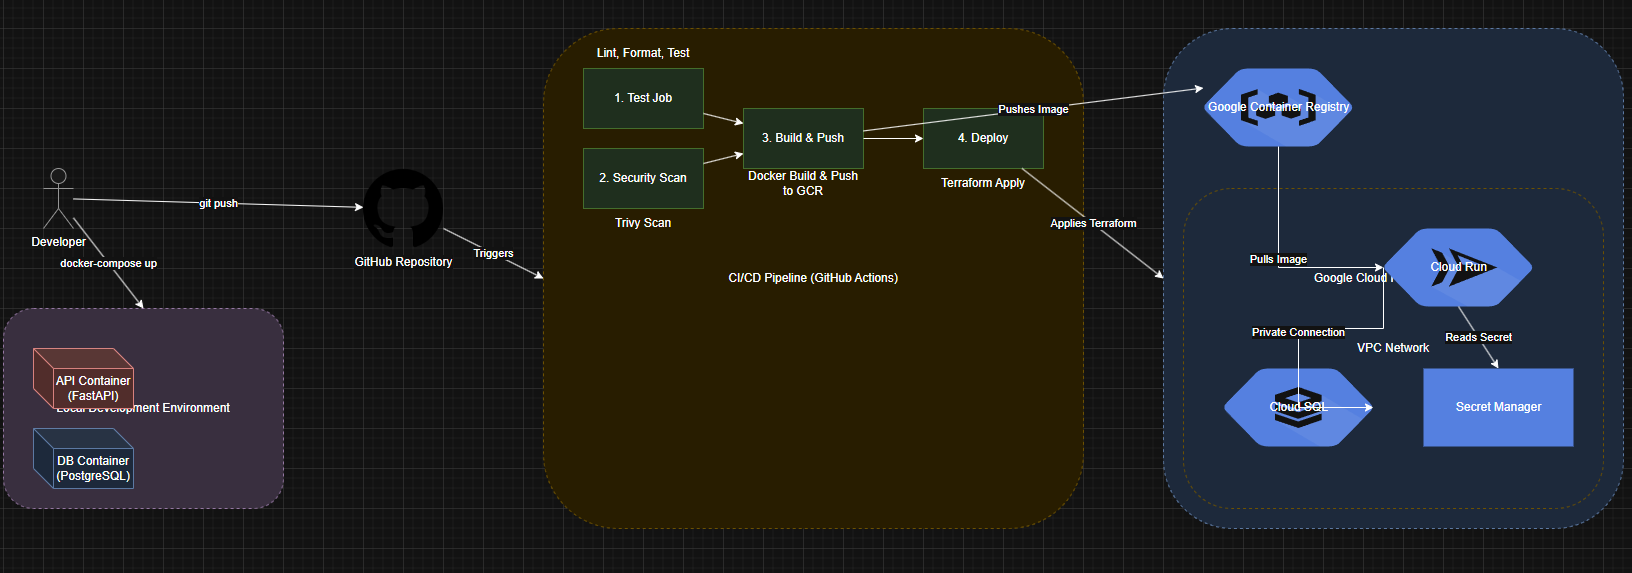 Developer
git push
docker-compose up
API Container
(FastAPI)
Local Development Environment
DB Container
(PostgreSQL)
GitHub Repository
Triggers
Lint, Format, Test
1. Test Job
2. Security Scan
Trivy Scan
3. Build & Push
Docker Build & Push
to GCR
4. Deploy
Terraform Apply
CI/CD Pipeline (GitHub Actions)
Pushes Image
Applies Terraform
Google Container Registry
Pulls Image
Google Cloud
Cloud Run
Private Connection
VPC Network
Reads Secret
Cloud SQL
Secret Manager